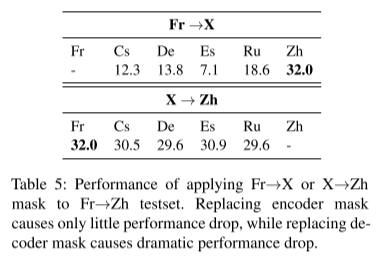 Fr →X
Fr Cs De Es Ru Zh
- 12.3 13.8 7.1 18.6 32.0
X → Zh
Fr Cs De Es Ru Zh
32.0 30.5 29.6 30.9 29.6 -
Table 5: Performance of applying Fr→X or X→Zh
mask to Fr→Zh testset. Replacing encoder mask
causes only little performance drop, while replacing de-
coder mask causes dramatic performance drop.